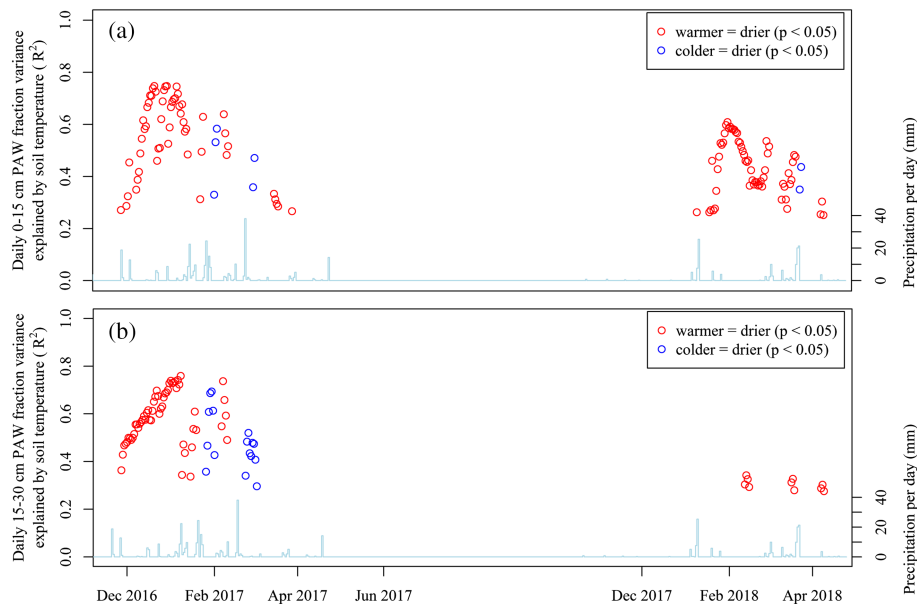 (a)
warmer = drier (p < 0.05)
colder = drier (p < 0.05)
Daily 0-15 cm PAW fraction variance
explained by soil temperature ( R²)
1.0
0.8
0.6
0.4
0.2
0.0
40
20
0
Precipitation per day (mm)
(b)
warmer = drier (p < 0.05)
colder = drier (p < 0.05)
Daily 15-30 cm PAW fraction variance
explained by soil temperature ( R²)
1.0
0.8
0.6
0.4
0.2
0.0
40
20
0
Precipitation per day (mm)
Dec 2016 Feb 2017 Apr 2017 Jun 2017 Dec 2017 Feb 2018 Apr 2018